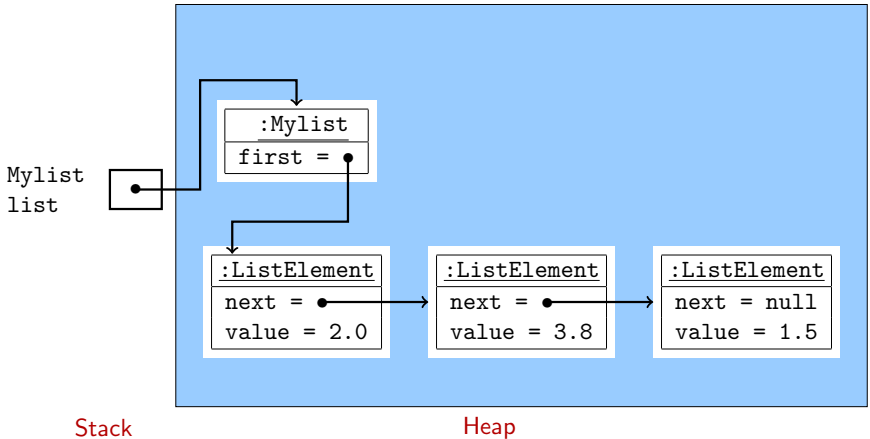 :Mylist
first =
Mylist
list
:ListElement
next =
value = 2.0
:ListElement
next =
value = 3.8
:ListElement
next = null
value = 1.5
Stack
Heap